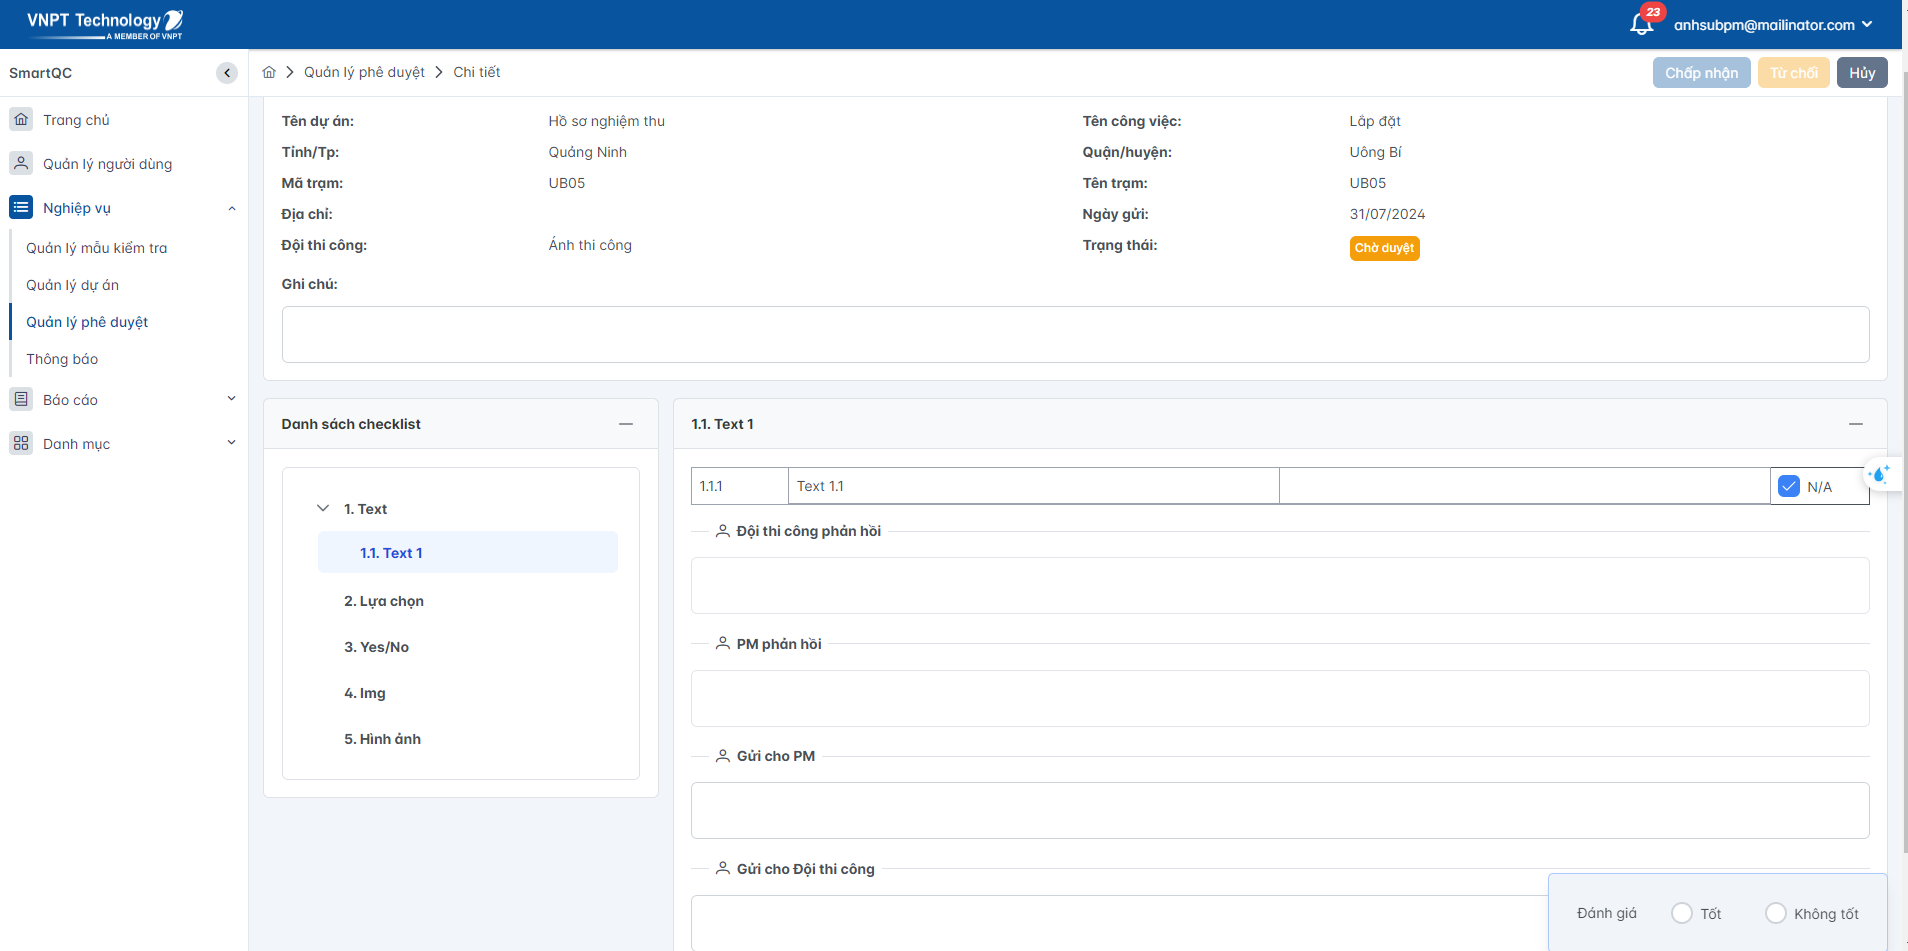 VNPT Technology
A MEMBER OF VNPT
23
anhsubpm@mailinator.com
SmartQC
Quản lý phê duyệt
Chi tiết
Chấp nhận
Từ chối
Hủy
Trang chủ
Quản lý người dùng
Nghiệp vụ
Quản lý mẫu kiểm tra
Quản lý dự án
Quản lý phê duyệt
Thông báo
Báo cáo
Danh mục
Tên dự án: Hồ sơ nghiệm thu
Tên công việc: Lắp đặt
Tỉnh/Tp: Quảng Ninh
Quận/huyện: Uông Bí
Mã trạm: UB05
Tên trạm: UB05
Địa chỉ:
Ngày gửi: 31/07/2024
Đội thi công: Ánh thi công
Trạng thái: Chờ duyệt
Ghi chú:
Danh sách checklist
1. Text
1.1. Text 1
2. Lựa chọn
3. Yes/No
4. Img
5. Hình ảnh
1.1. Text 1
1.1.1 Text 1.1 N/A
Đội thi công phản hồi
PM phản hồi
Gửi cho PM
Gửi cho Đội thi công
Đánh giá Tốt Không tốt